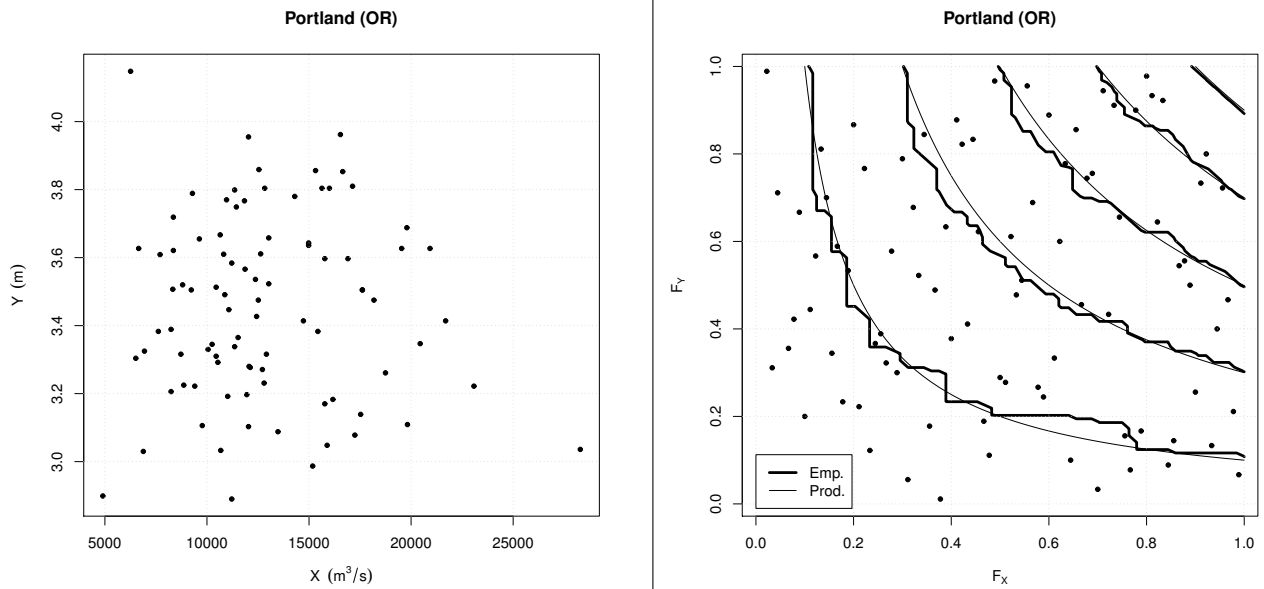 Portland (OR)
4.0
3.8
3.6
3.4
3.2
3.0
Y (m)
5000 10000 15000 20000 25000
X (m³/s)
Portland (OR)
1.0
0.8
0.6
0.4
0.2
0.0
F_Y
Emp.
Prod.
0.0 0.2 0.4 0.6 0.8 1.0
F_X